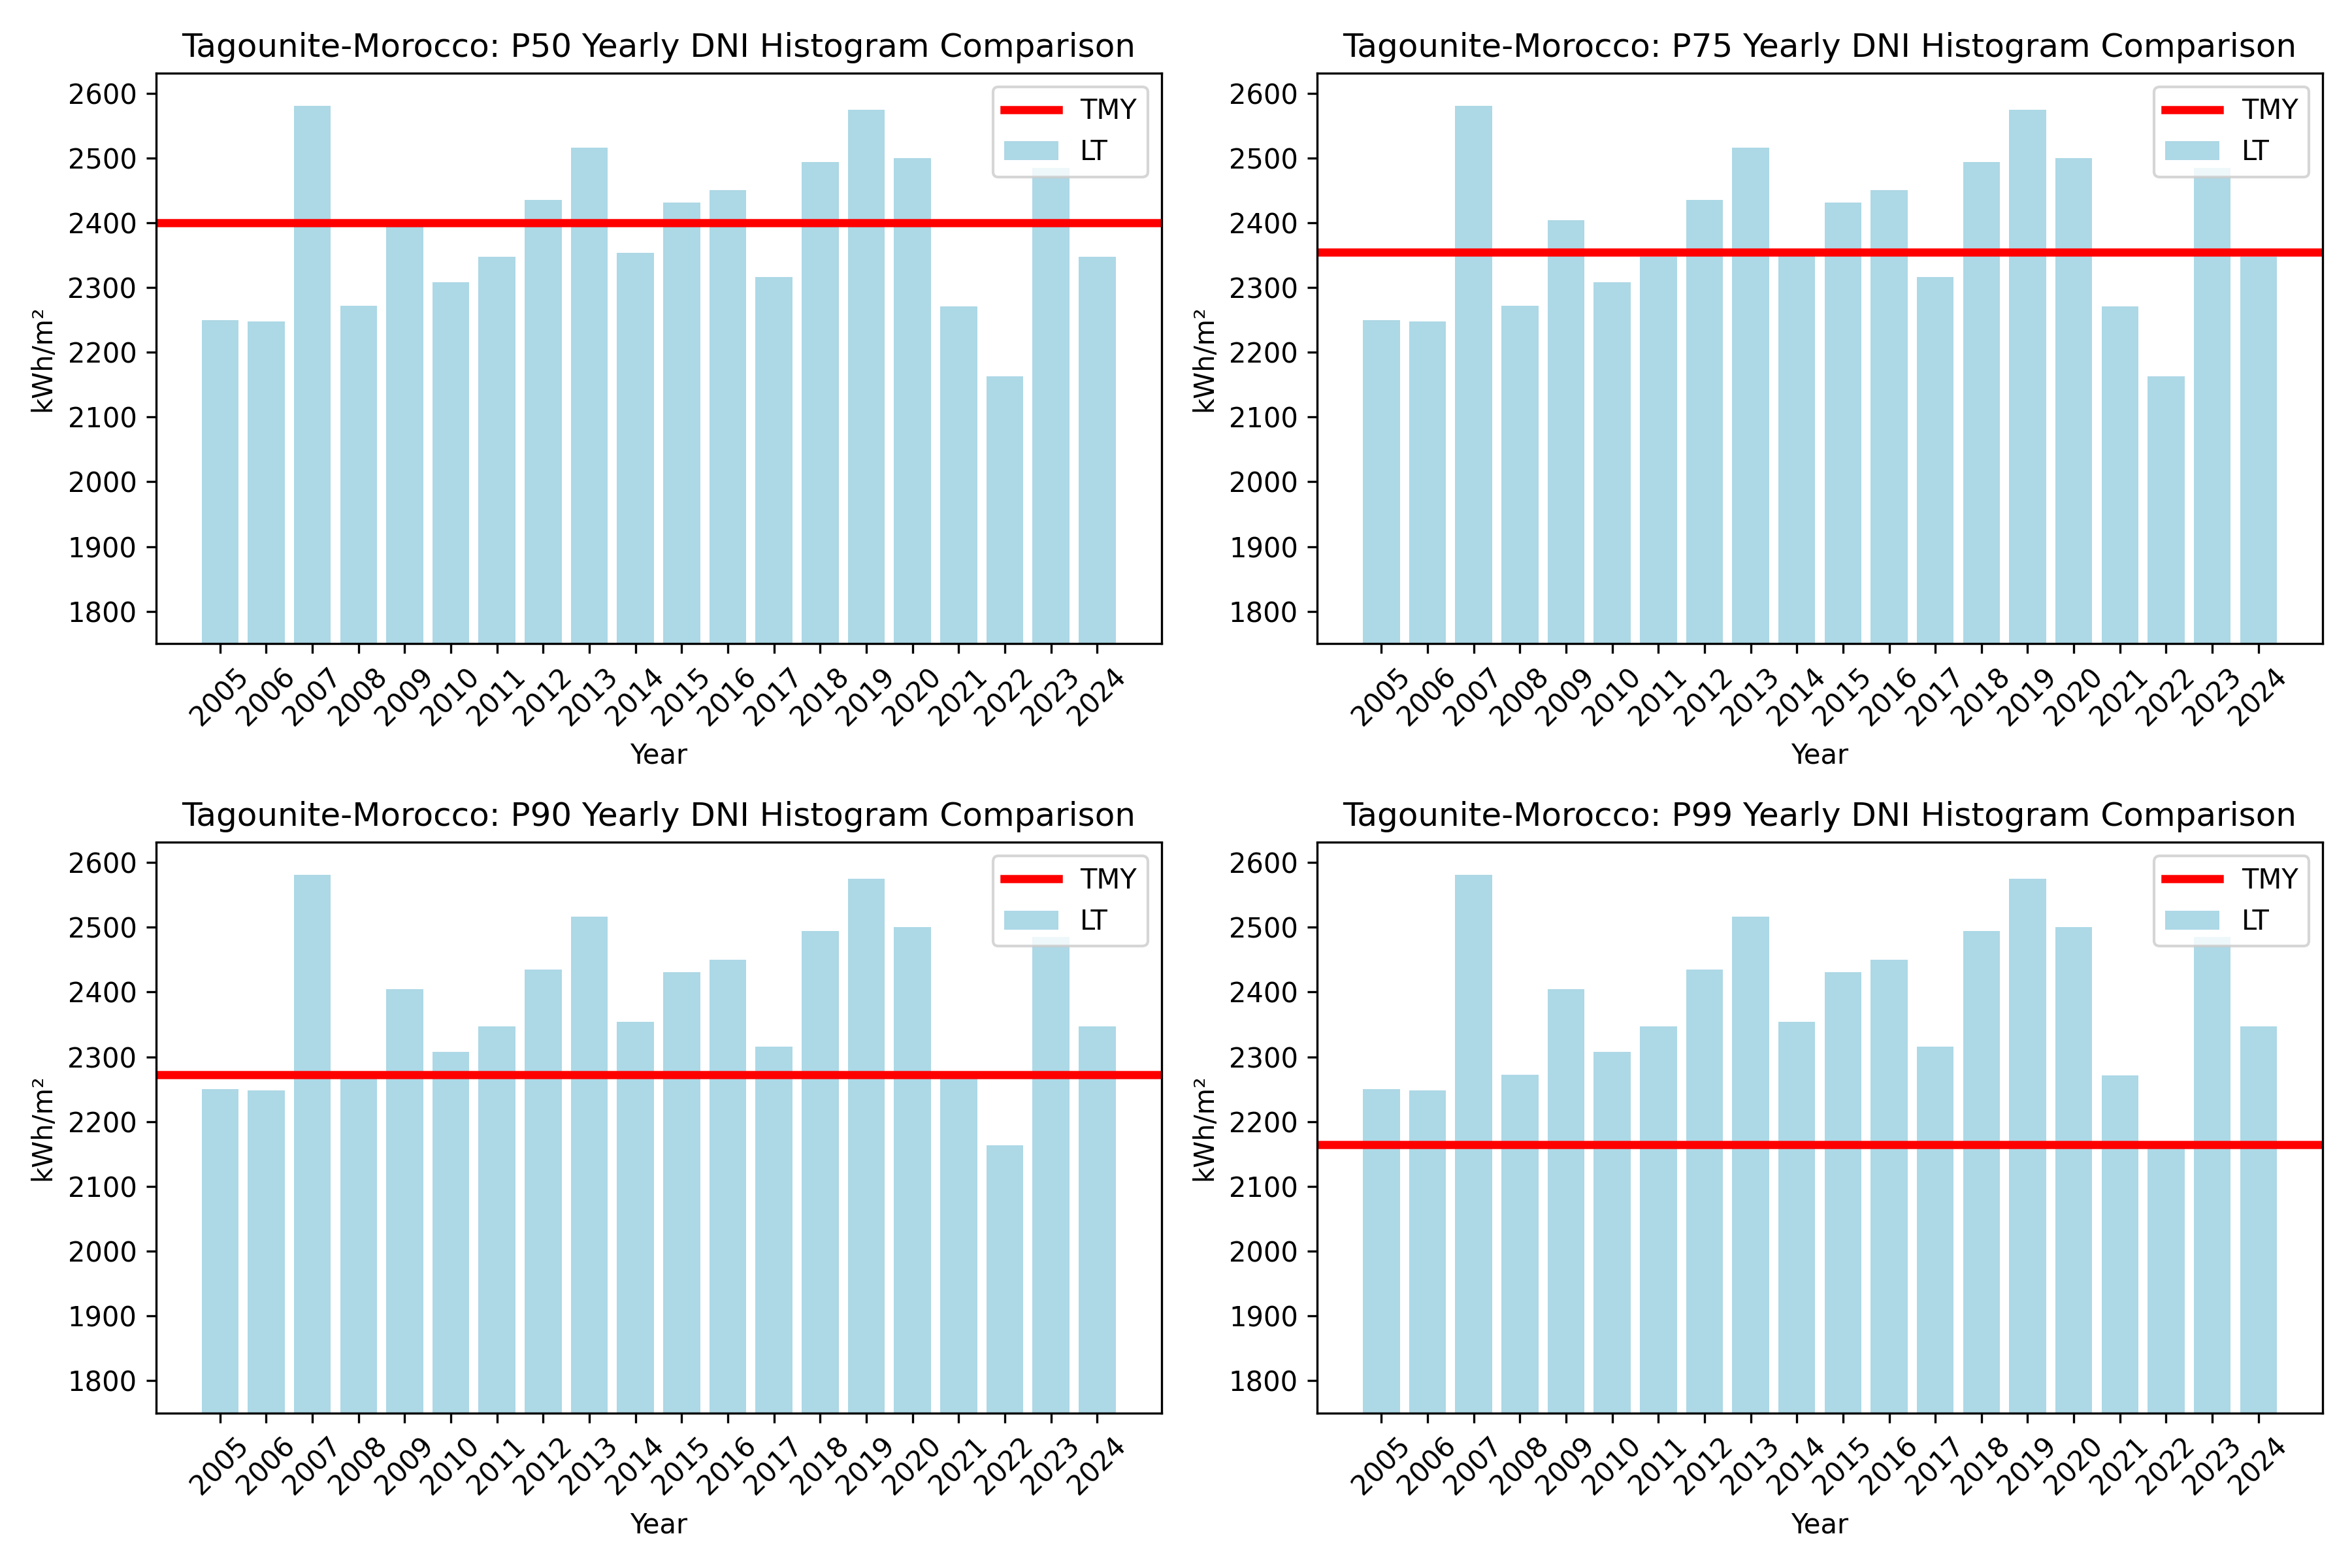 Tagounite-Morocco: P50 Yearly DNI Histogram Comparison
TMY
LT
2600
2500
2400
2300
2200
2100
2000
1900
1800
kWh/m²
2005 2006 2007 2008 2009 2010 2011 2012 2013 2014 2015 2016 2017 2018 2019 2020 2021 2022 2023 2024
Year
Tagounite-Morocco: P75 Yearly DNI Histogram Comparison
TMY
LT
2600
2500
2400
2300
2200
2100
2000
1900
1800
kWh/m²
2005 2006 2007 2008 2009 2010 2011 2012 2013 2014 2015 2016 2017 2018 2019 2020 2021 2022 2023 2024
Year
Tagounite-Morocco: P90 Yearly DNI Histogram Comparison
TMY
LT
2600
2500
2400
2300
2200
2100
2000
1900
1800
kWh/m²
2005 2006 2007 2008 2009 2010 2011 2012 2013 2014 2015 2016 2017 2018 2019 2020 2021 2022 2023 2024
Year
Tagounite-Morocco: P99 Yearly DNI Histogram Comparison
TMY
LT
2600
2500
2400
2300
2200
2100
2000
1900
1800
kWh/m²
2005 2006 2007 2008 2009 2010 2011 2012 2013 2014 2015 2016 2017 2018 2019 2020 2021 2022 2023 2024
Year